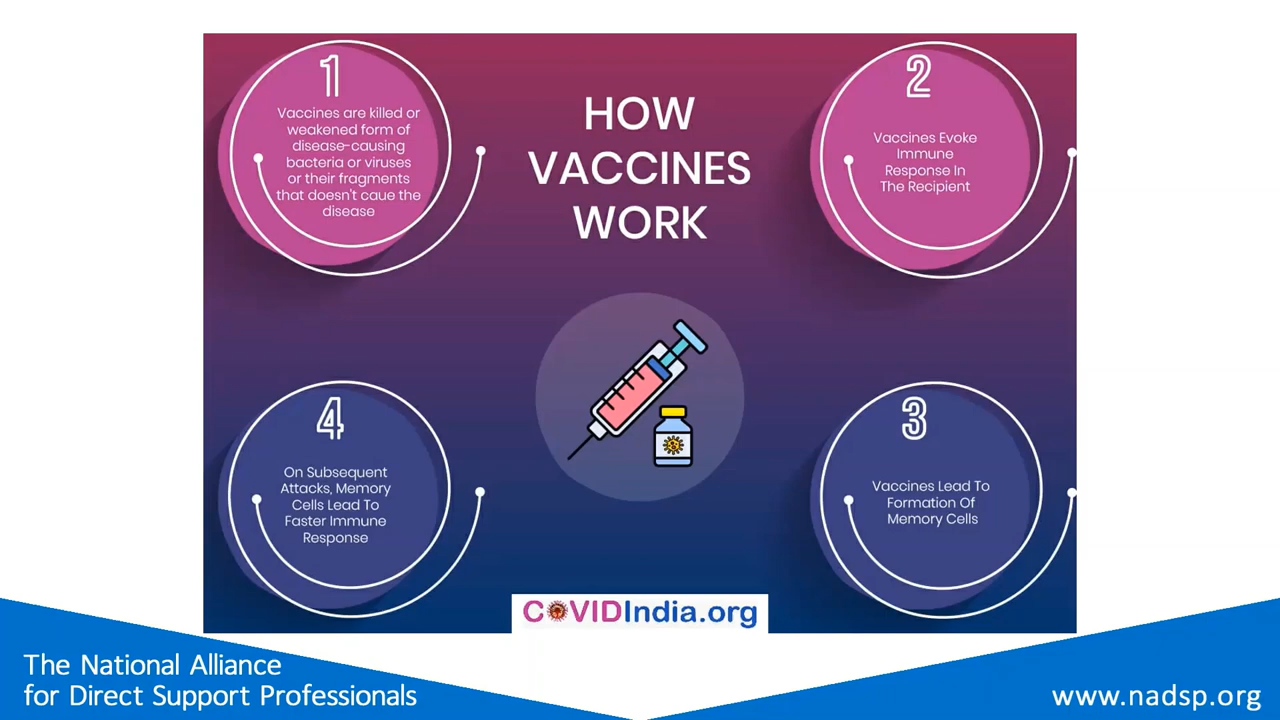 HOW
VACCINES
WORK
1
Vaccines are killed or
weakened form of
disease-causing
bacteria or viruses
or their fragments
that doesn't caue the
disease
2
Vaccines Evoke
Immune
Response In
The Recipient
3
Vaccines Lead To
Formation Of
Memory Cells
4
On Subsequent
Attacks, Memory
Cells Lead To
Faster Immune
Response
COVIDIndia.org
The National Alliance
for Direct Support Professionals
www.nadsp.org